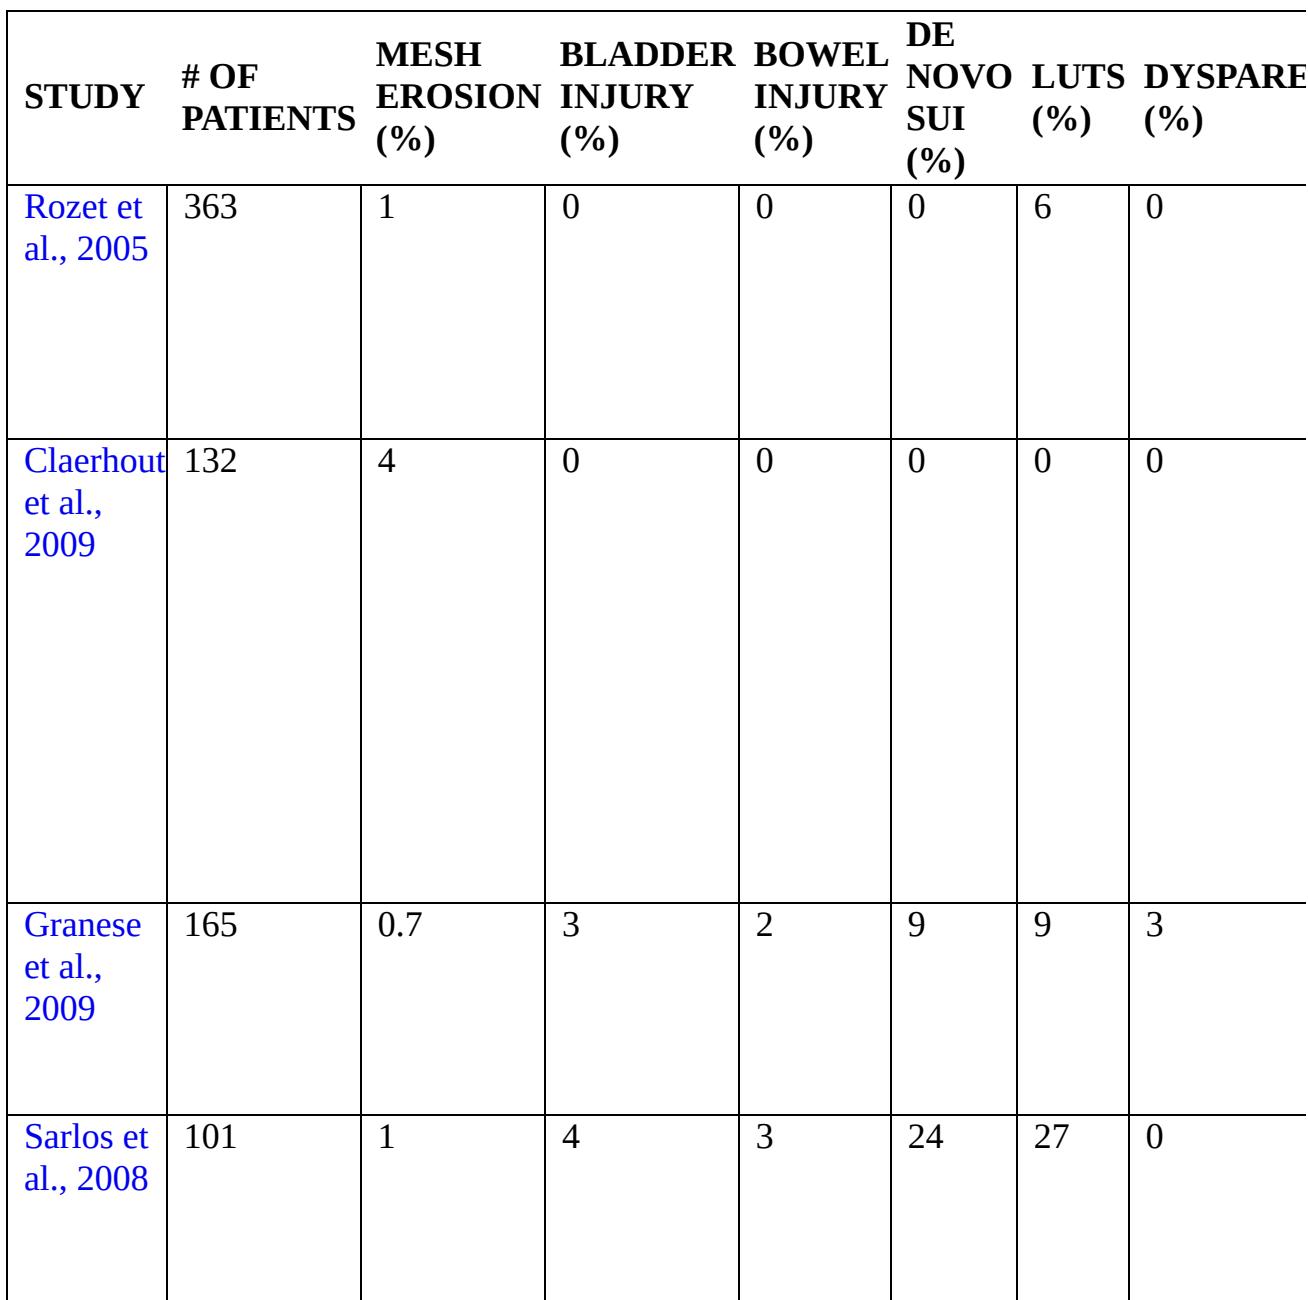 STUDY
# OF
PATIENTS
MESH
EROSION
(%)
BLADDER
INJURY
(%)
BOWEL
INJURY
(%)
DE
NOVO
SUI
(%)
LUTS
(%)
DYSPARE
(%)
Rozet et
al., 2005
363
1
0
0
0
6
0
Claerhout
et al.,
2009
132
4
0
0
0
0
0
Granese
et al.,
2009
165
0.7
3
2
9
9
3
Sarlos et
al., 2008
101
1
4
3
24
27
0